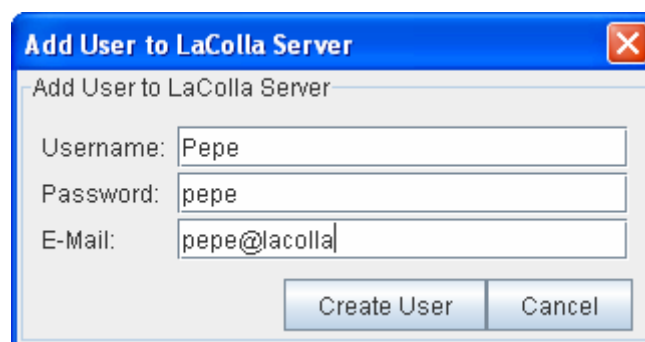 Add User to LaColla Server
Add User to LaColla Server
Username: Pepe
Password: pepe
E-Mail: pepe@lacolla
Create User Cancel